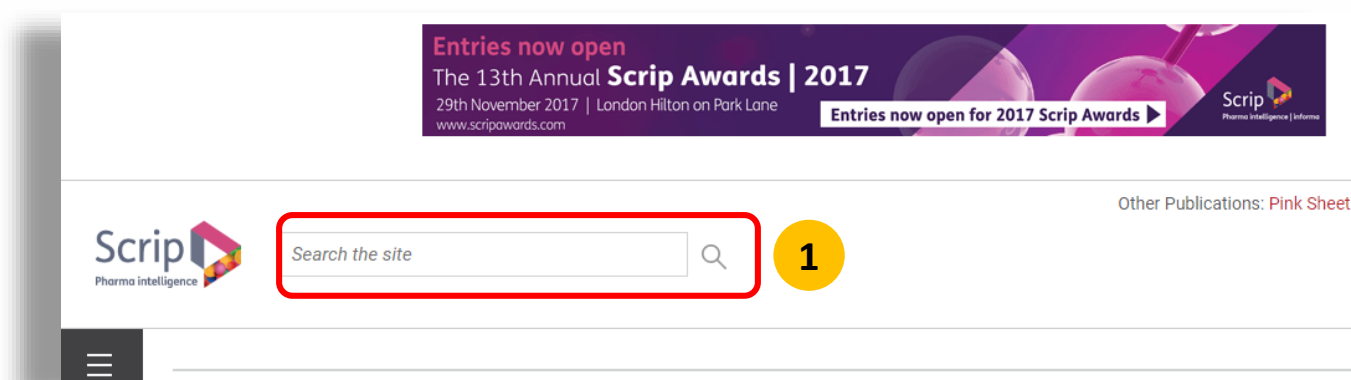 Entries now open
The 13th Annual Scrip Awards | 2017
29th November 2017 | London Hilton on Park Lane
www.scripawards.com
Entries now open for 2017 Scrip Awards
Scrip
Pharma intelligence | informa
Other Publications: Pink Sheet
Scrip
Pharma intelligence
Search the site
1